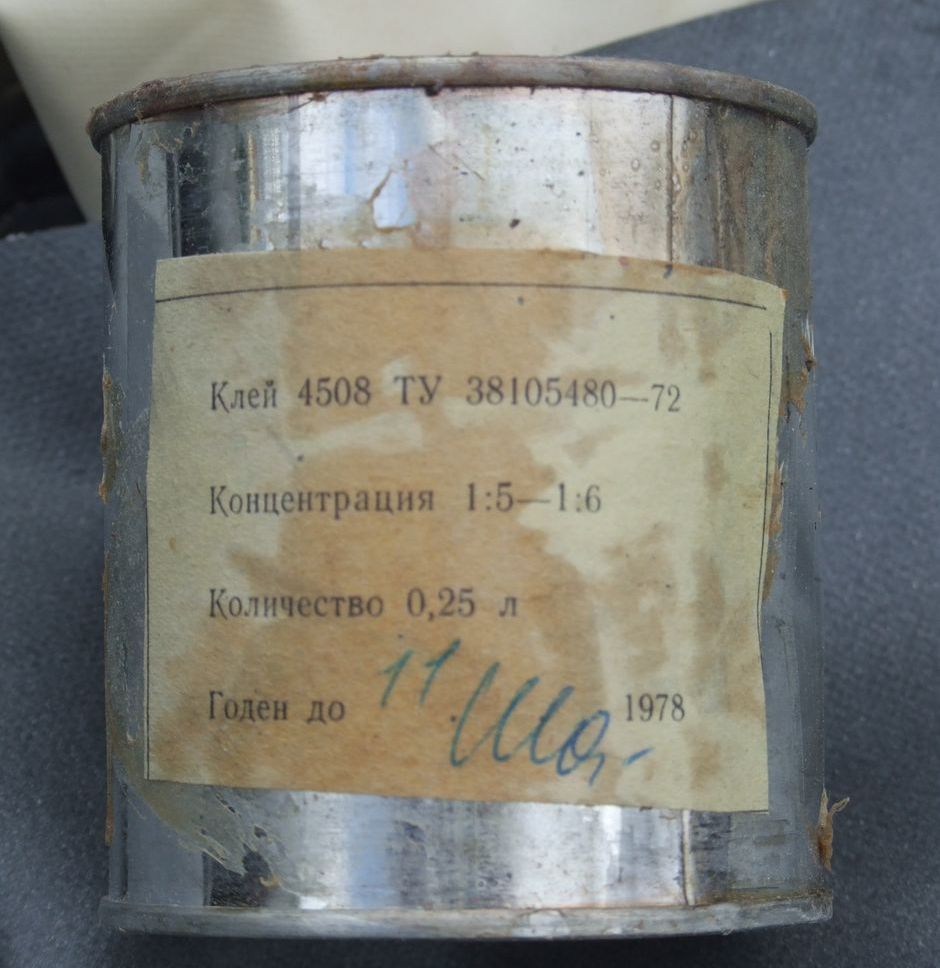 Клей 4508 ТУ 38105480—72
Концентрация 1:5—1:6
Количество 0,25 л
Годен до 11. 1978